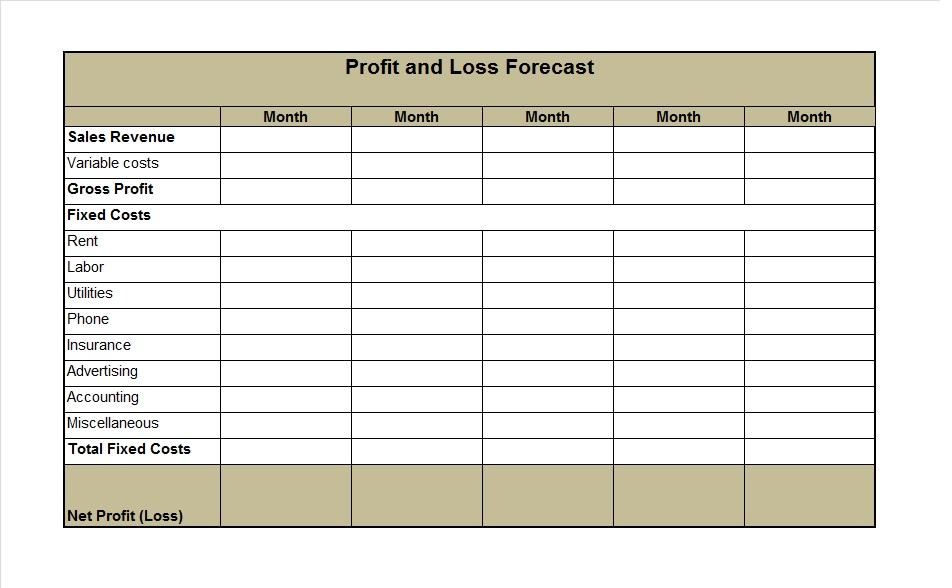 Profit and Loss Forecast
Month Month Month Month Month
Sales Revenue
Variable costs
Gross Profit
Fixed Costs
Rent
Labor
Utilities
Phone
Insurance
Advertising
Accounting
Miscellaneous
Total Fixed Costs
Net Profit (Loss)